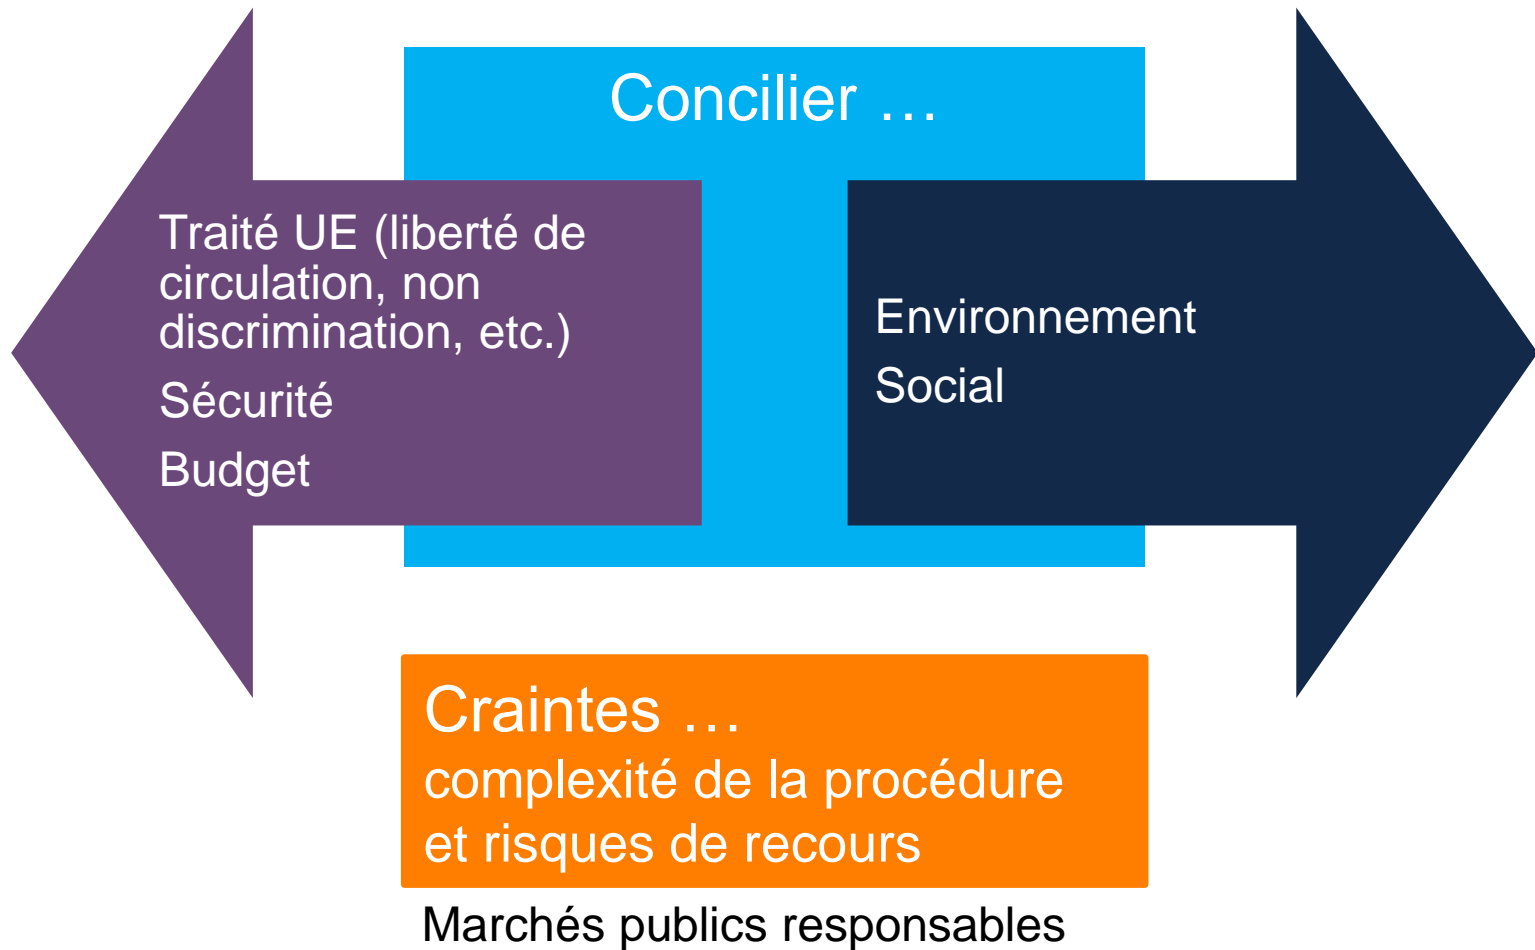 Concilier …
Traité UE (liberté de
circulation, non
discrimination, etc.)
Sécurité
Budget
Environnement
Social
Craintes …
complexité de la procédure
et risques de recours
Marchés publics responsables